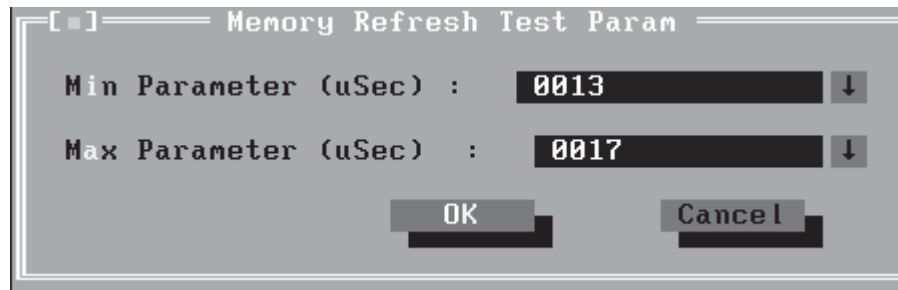 [■] Memory Refresh Test Param
Min Parameter (uSec) : 0013 ↓
Max Parameter (uSec) : 0017 ↓
OK Cancel